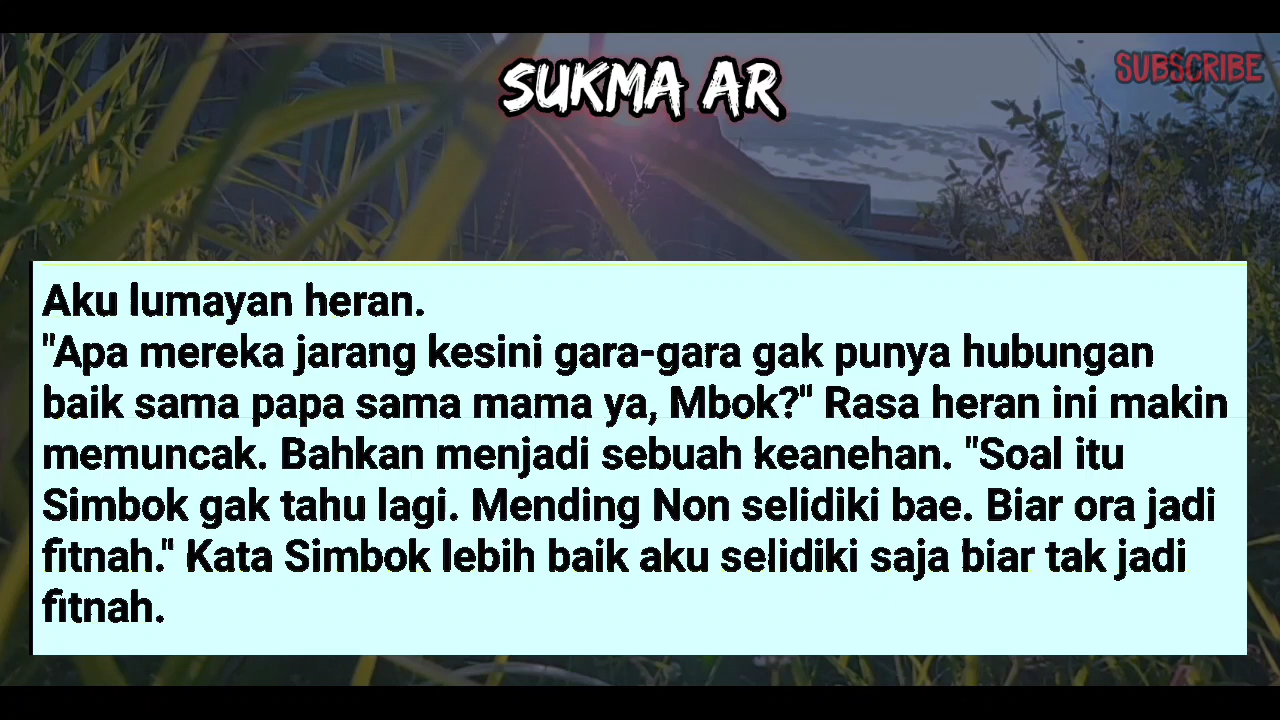 SUKMA AR
SUBSCRIBE
Aku lumayan heran.
"Apa mereka jarang kesini gara-gara gak punya hubungan
baik sama papa sama mama ya, Mbok?" Rasa heran ini makin
memuncak. Bahkan menjadi sebuah keanehan. "Soal itu
Simbok gak tahu lagi. Mending Non selidiki bae. Biar ora jadi
fitnah." Kata Simbok lebih baik aku selidiki saja biar tak jadi
fitnah.